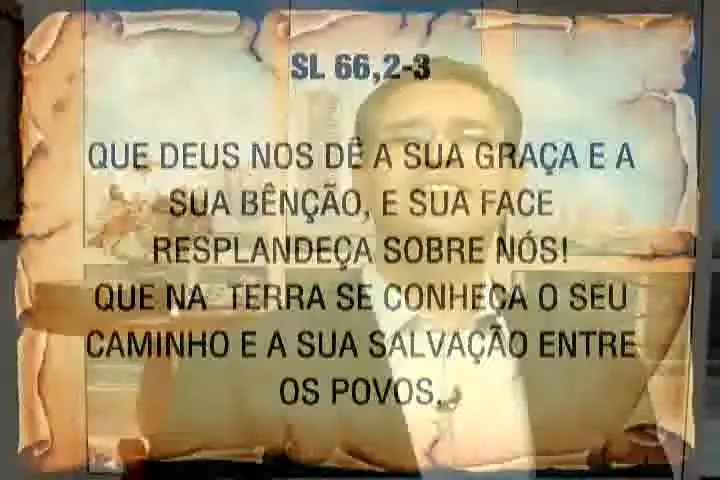 SL 66,2-3
QUE DEUS NOS DÊ A SUA GRAÇA E A
SUA BÊNÇÃO, E SUA FACE
RESPLANDEÇA SOBRE NÓS!
QUE NA TERRA SE CONHEÇA O SEU
CAMINHO E A SUA SALVAÇÃO ENTRE
OS POVOS.